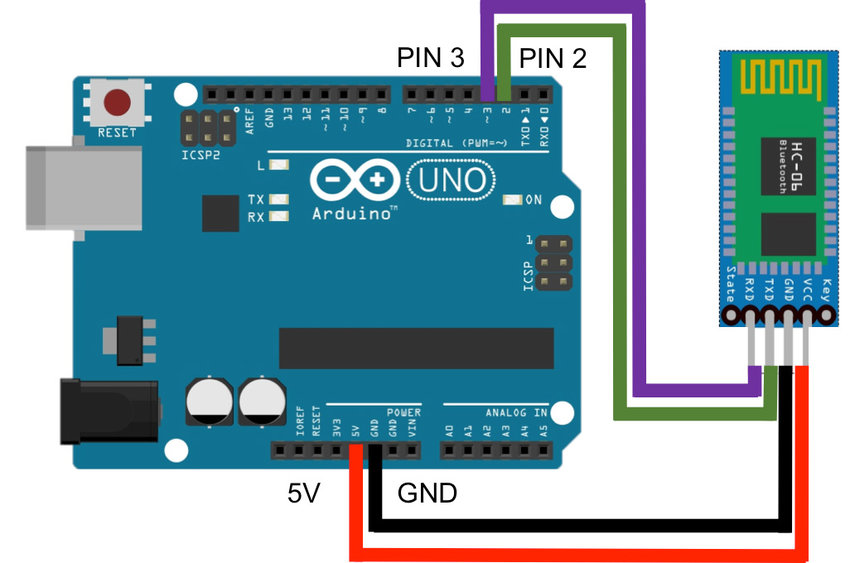 PIN 3 PIN 2
RESET
ICSP2
AREF
GND
13
12
~11
~10
~9
8
7
~6
~5
4
~3
2
TX0▶1
RX0◀0
DIGITAL (PWM=~)
L
TX
RX
UNO
Arduino™
ON
1
ICSP
HC-06
Bluetooth
State
RXD
TXD
GND
VCC
Key
POWER
ANALOG IN
IOREF
RESET
3V3
5V
GND
GND
VIN
A0
A1
A2
A3
A4
A5
5V GND